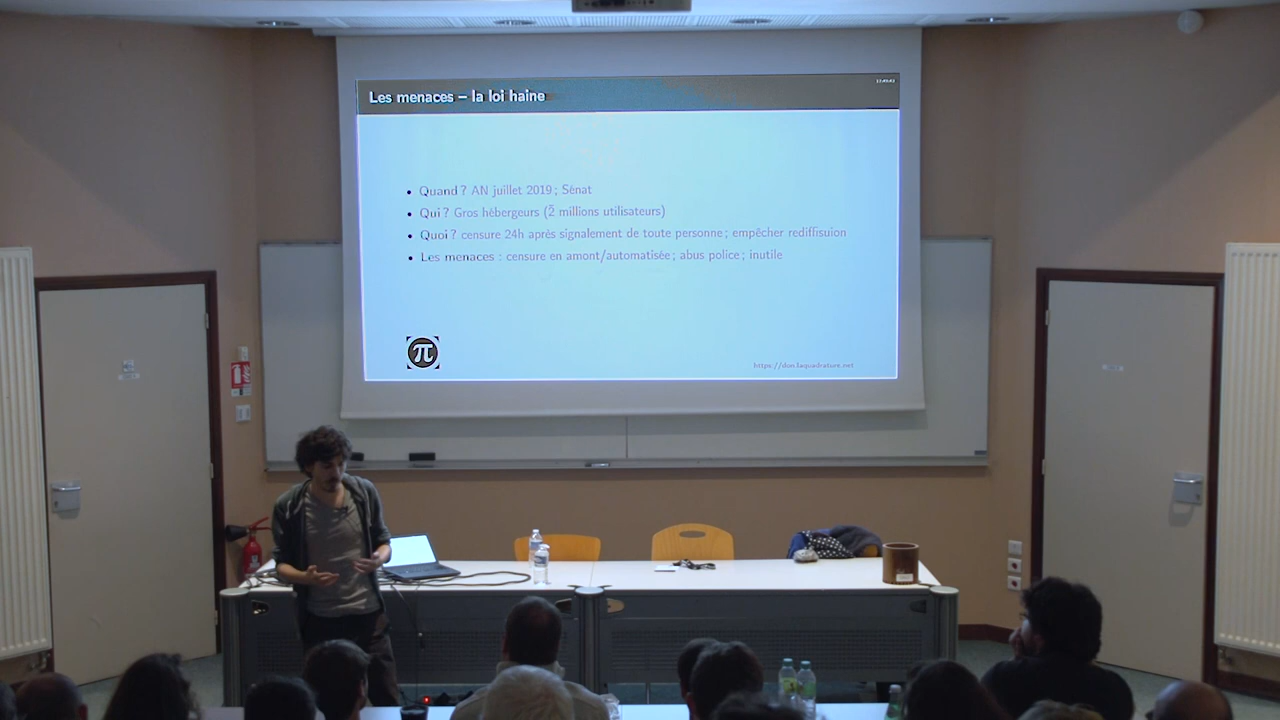 Les menaces – la loi haine
• Quand ? AN juillet 2019 ; Sénat
• Qui ? Gros hébergeurs (2̄ millions utilisateurs)
• Quoi ? censure 24h après signalement de toute personne ; empêcher rediffisuion
• Les menaces : censure en amont/automatisée ; abus police ; inutile
π
https://don.laquadrature.net